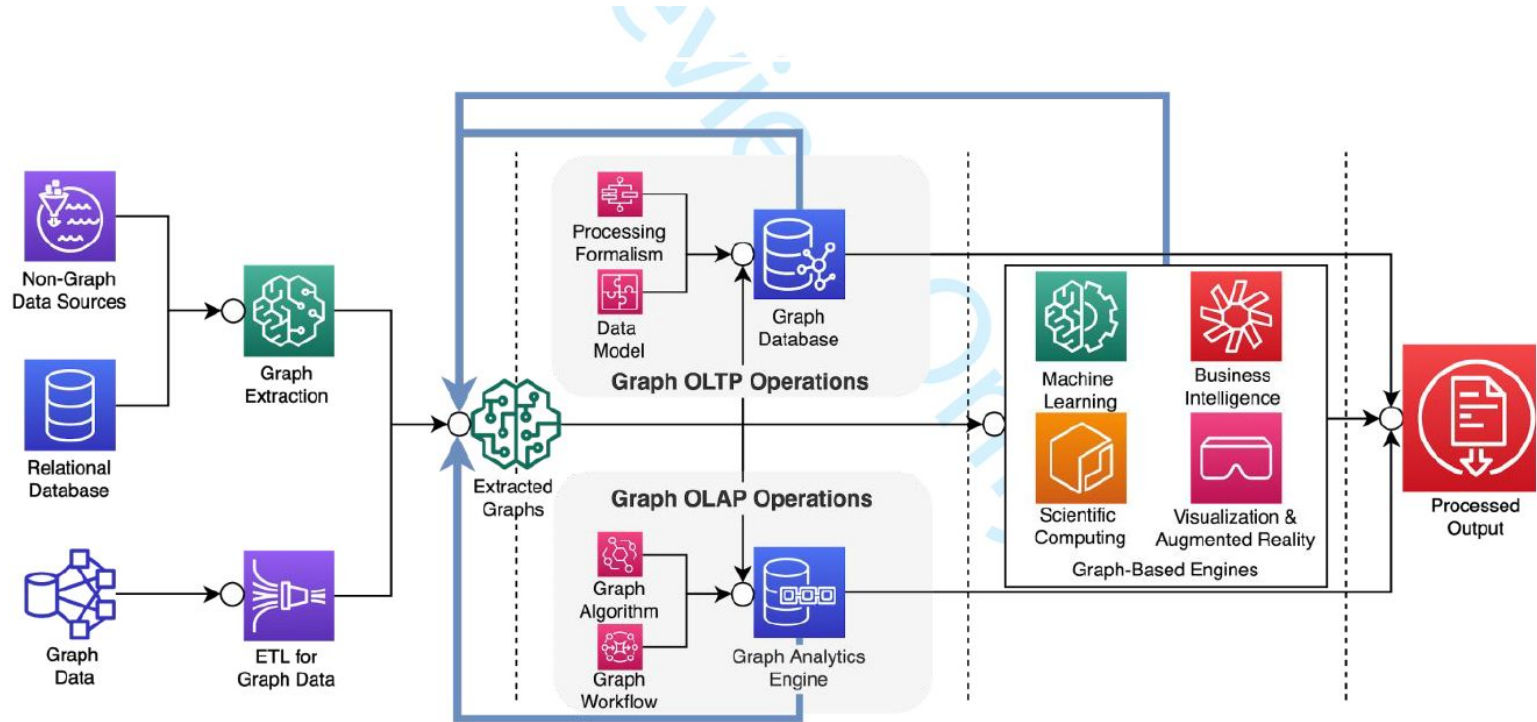 Non-Graph
Data Sources
Relational
Database
Graph
Data
Graph
Extraction
ETL for
Graph Data
Extracted
Graphs
Processing
Formalism
Data
Model
Graph
Database
Graph OLTP Operations
Graph OLAP Operations
Graph
Algorithm
Graph
Workflow
Graph Analytics
Engine
Machine
Learning
Business
Intelligence
Scientific
Computing
Visualization &
Augmented Reality
Graph-Based Engines
Processed
Output